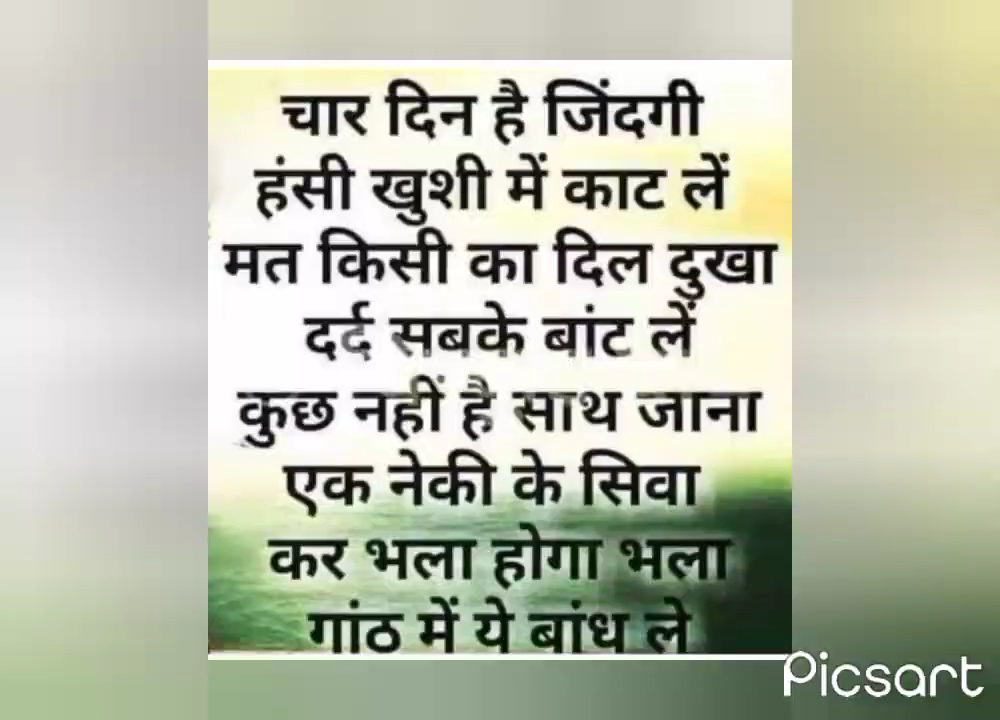 चार दिन है जिंदगी
हंसी खुशी में काट लें
मत किसी का दिल दुखा
दर्द सबके बांट लें
कुछ नहीं है साथ जाना
एक नेकी के सिवा
कर भला होगा भला
गांठ में ये बांध ले
Picsart